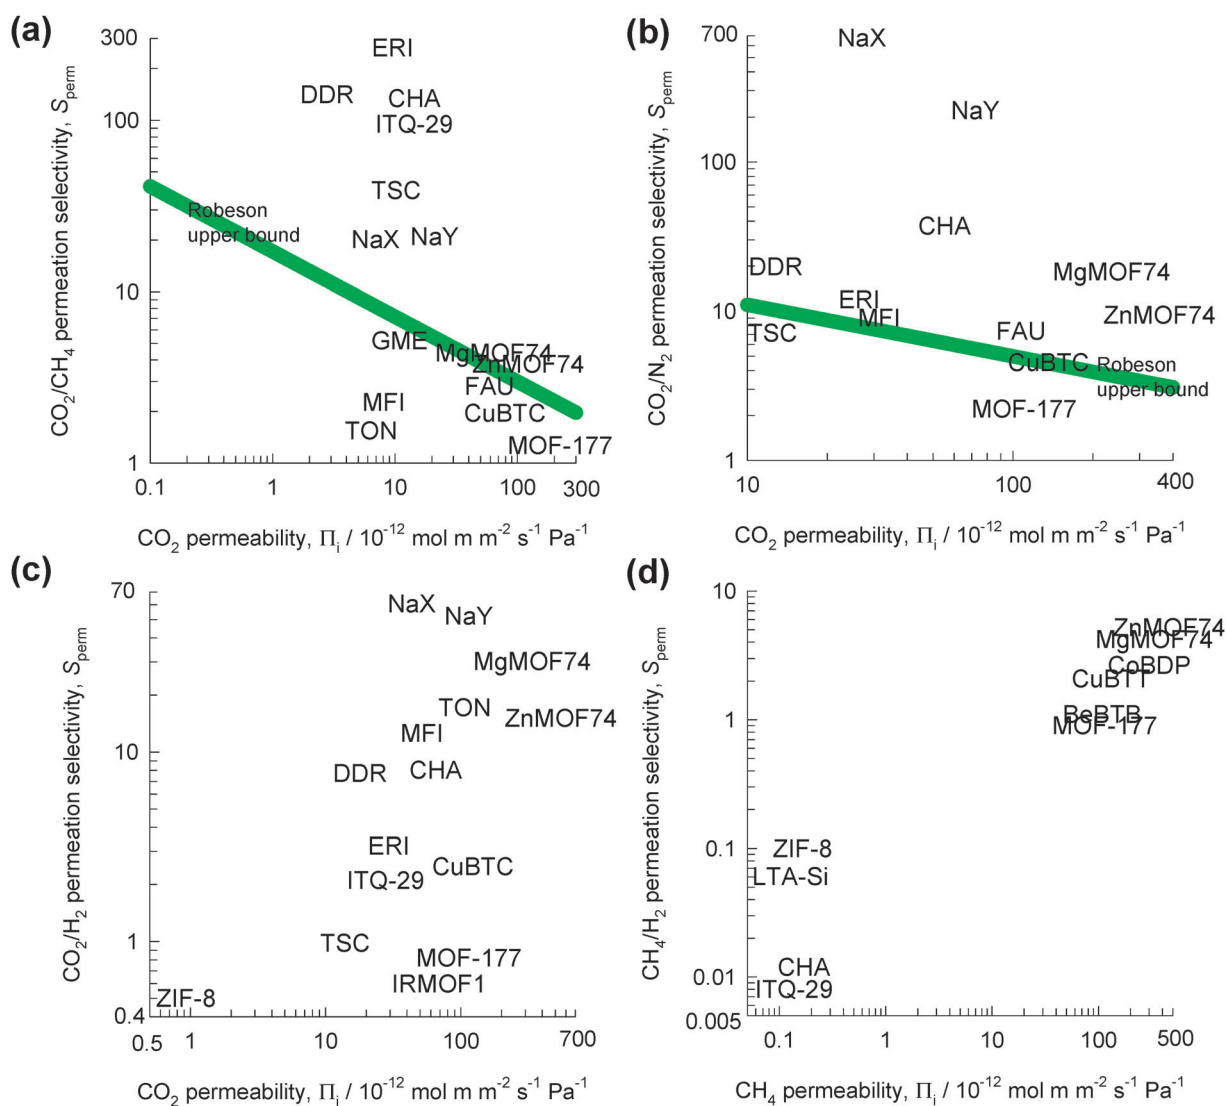 (a)
300
100
10
1
CO₂/CH₄ permeation selectivity, Sperm
ERI
DDR
CHA
ITQ-29
TSC
Robeson
upper bound
NaX
NaY
GME
MgMOF74
ZnMOF74
FAU
MFI
CuBTC
TON
MOF-177
0.1
1
10
100
300
CO₂ permeability, Πi / 10⁻¹² mol m m⁻² s⁻¹ Pa⁻¹
(b)
700
100
10
1
CO₂/N₂ permeation selectivity, Sperm
NaX
NaY
CHA
DDR
MgMOF74
ERI
MFI
ZnMOF74
TSC
FAU
CuBTC
Robeson
upper bound
MOF-177
10
100
400
CO₂ permeability, Πi / 10⁻¹² mol m m⁻² s⁻¹ Pa⁻¹
(c)
70
10
1
0.4
CO₂/H₂ permeation selectivity, Sperm
NaX
NaY
MgMOF74
TON
ZnMOF74
MFI
DDR
CHA
ERI
CuBTC
ITQ-29
TSC
MOF-177
IRMOF1
ZIF-8
0.5
1
10
100
700
CO₂ permeability, Πi / 10⁻¹² mol m m⁻² s⁻¹ Pa⁻¹
(d)
10
1
0.1
0.01
0.005
CH₄/H₂ permeation selectivity, Sperm
ZnMOF74
MgMOF74
CoBDP
CuBTT
BeBTB
MOF-177
ZIF-8
LTA-Si
CHA
ITQ-29
0.1
1
10
100
500
CH₄ permeability, Πi / 10⁻¹² mol m m⁻² s⁻¹ Pa⁻¹